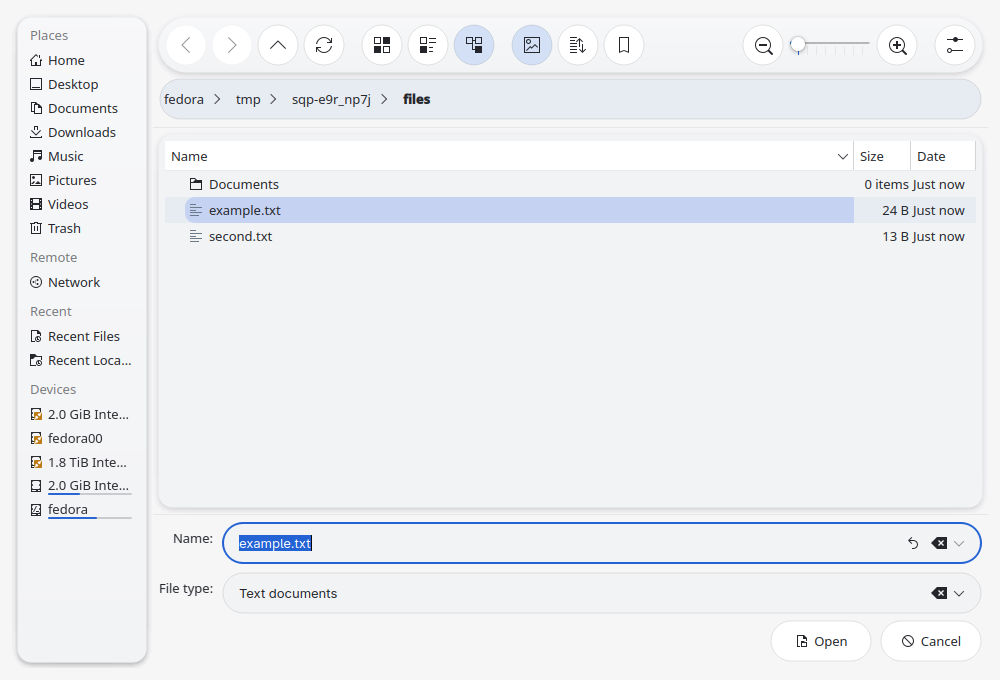 Places
Home
Desktop
Documents
Downloads
Music
Pictures
Videos
Trash
Remote
Network
Recent
Recent Files
Recent Loca...
Devices
2.0 GiB Inte...
fedora00
1.8 TiB Inte...
2.0 GiB Inte...
fedora
fedora tmp sqp-e9r_np7j files
Name Size Date
Documents 0 items Just now
example.txt 24 B Just now
second.txt 13 B Just now
Name: example.txt
File type: Text documents
Open Cancel